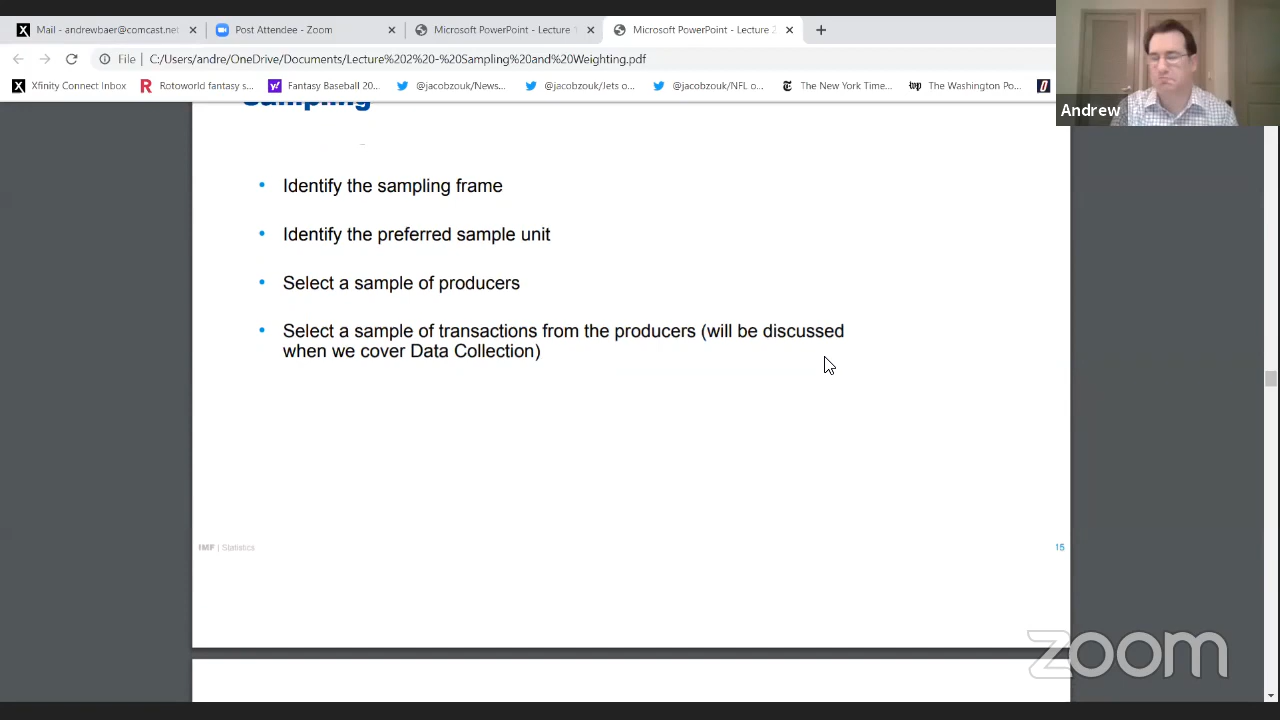 Mail - andrewbaer@comcast.net
Post Attendee - Zoom
Microsoft PowerPoint - Lecture 1
Microsoft PowerPoint - Lecture 2
File | C:/Users/andre/OneDrive/Documents/Lecture%202%20-%20Sampling%20and%20Weighting.pdf
Xfinity Connect Inbox
Rotoworld fantasy s...
Fantasy Baseball 20...
@jacobzouk/News...
@jacobzouk/Jets o...
@jacobzouk/NFL o...
The New York Time...
The Washington Po...
Andrew
Sampling
• Identify the sampling frame
• Identify the preferred sample unit
• Select a sample of producers
• Select a sample of transactions from the producers (will be discussed
when we cover Data Collection)
IMF | Statistics
15
zoom